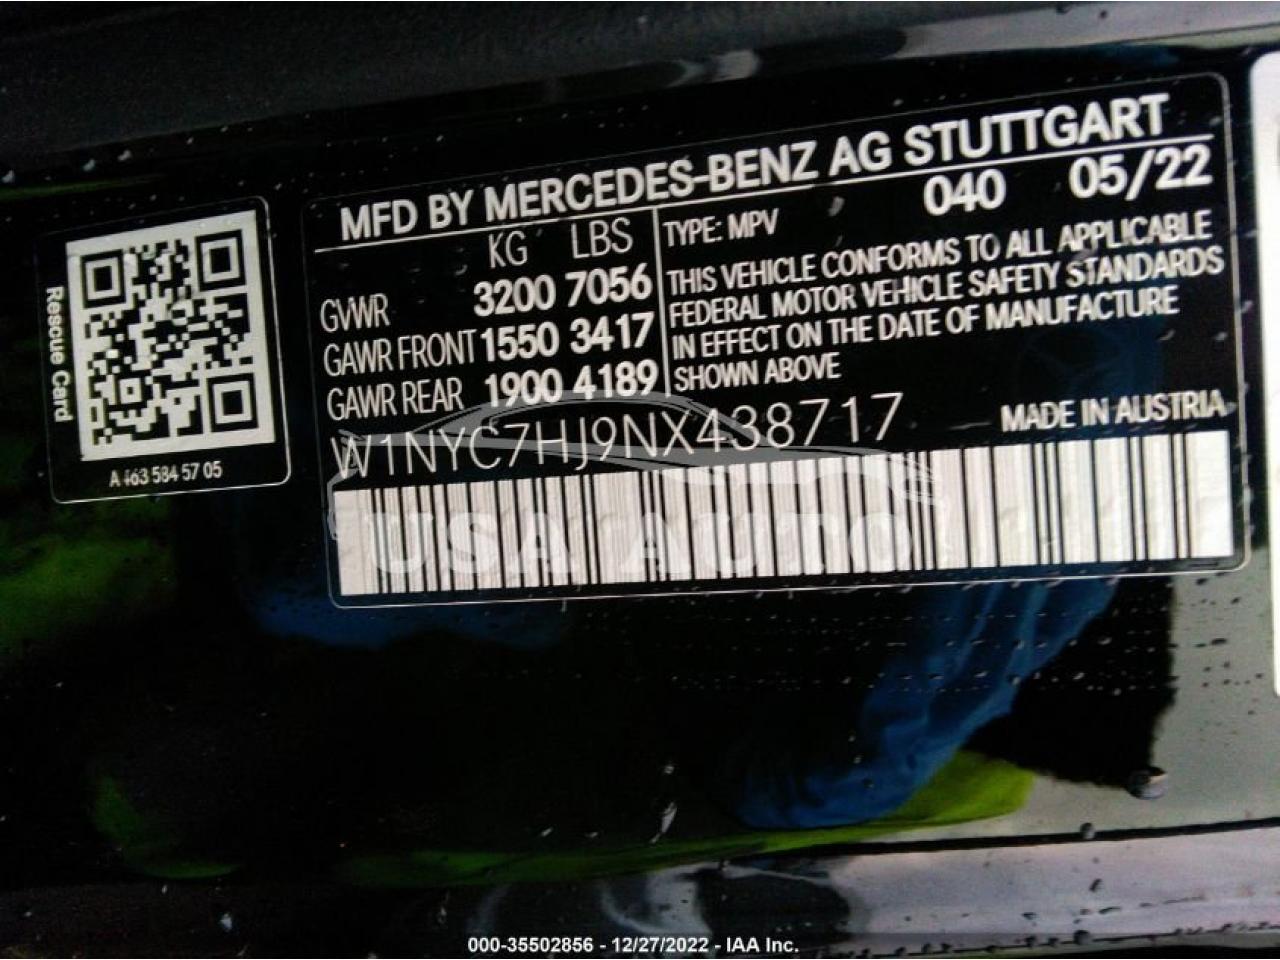 MFD BY MERCEDES-BENZ AG STUTTGART
KG LBS
GVWR 3200 7056
GAWR FRONT 1550 3417
GAWR REAR 1900 4189
TYPE: MPV 040 05/22
THIS VEHICLE CONFORMS TO ALL APPLICABLE
FEDERAL MOTOR VEHICLE SAFETY STANDARDS
IN EFFECT ON THE DATE OF MANUFACTURE
SHOWN ABOVE
W1NYC7HJ9NX438717 MADE IN AUSTRIA
Rescue Card
A 463 584 57 05
USA AUTO
000-35502856 - 12/27/2022 - IAA Inc.